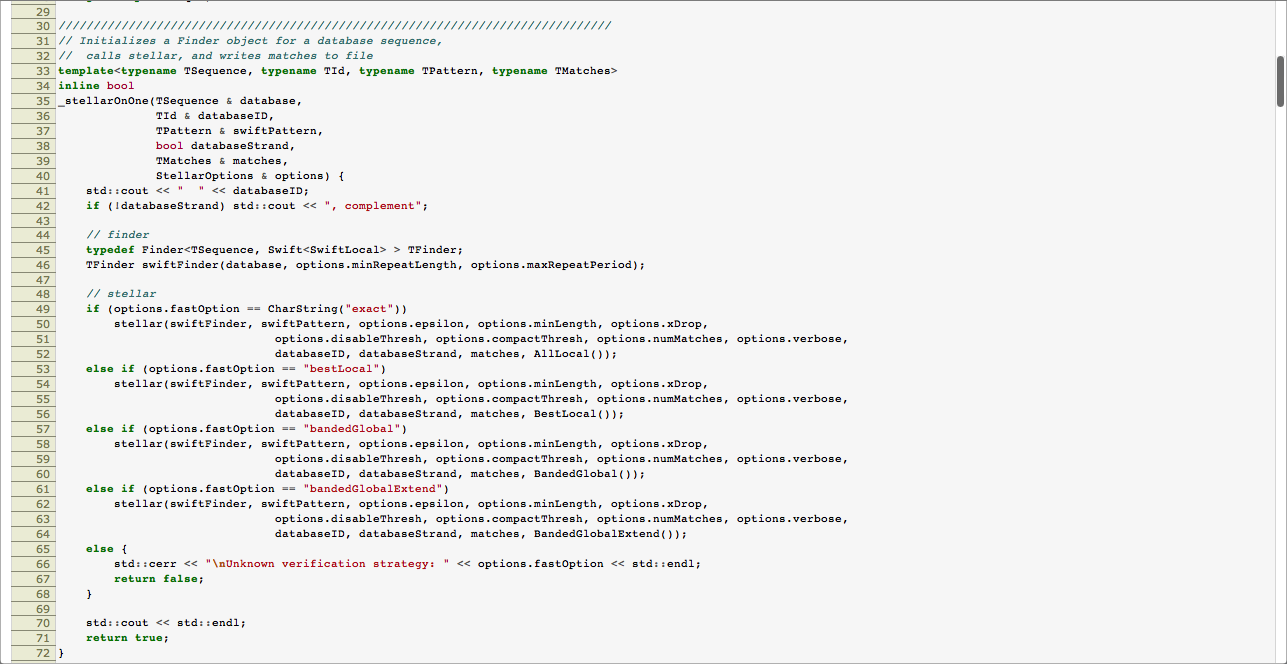 29
30 ///////////////////////////////////////////////////////////////////////////////
31 // Initializes a Finder object for a database sequence,
32 //  calls stellar, and writes matches to file
33 template<typename TSequence, typename TId, typename TPattern, typename TMatches>
34 inline bool
35 _stellarOnOne(TSequence & database,
36               TId & databaseID,
37               TPattern & swiftPattern,
38               bool databaseStrand,
39               TMatches & matches,
40               StellarOptions & options) {
41     std::cout << "  " << databaseID;
42     if (!databaseStrand) std::cout << ", complement";
43
44     // finder
45     typedef Finder<TSequence, Swift<SwiftLocal> > TFinder;
46     TFinder swiftFinder(database, options.minRepeatLength, options.maxRepeatPeriod);
47
48     // stellar
49     if (options.fastOption == CharString("exact"))
50         stellar(swiftFinder, swiftPattern, options.epsilon, options.minLength, options.xDrop,
51                                options.disableThresh, options.compactThresh, options.numMatches, options.verbose,
52                                databaseID, databaseStrand, matches, AllLocal());
53     else if (options.fastOption == "bestLocal")
54         stellar(swiftFinder, swiftPattern, options.epsilon, options.minLength, options.xDrop,
55                                options.disableThresh, options.compactThresh, options.numMatches, options.verbose,
56                                databaseID, databaseStrand, matches, BestLocal());
57     else if (options.fastOption == "bandedGlobal")
58         stellar(swiftFinder, swiftPattern, options.epsilon, options.minLength, options.xDrop,
59                                options.disableThresh, options.compactThresh, options.numMatches, options.verbose,
60                                databaseID, databaseStrand, matches, BandedGlobal());
61     else if (options.fastOption == "bandedGlobalExtend")
62         stellar(swiftFinder, swiftPattern, options.epsilon, options.minLength, options.xDrop,
63                                options.disableThresh, options.compactThresh, options.numMatches, options.verbose,
64                                databaseID, databaseStrand, matches, BandedGlobalExtend());
65     else {
66         std::cerr << "\nUnknown verification strategy: " << options.fastOption << std::endl;
67         return false;
68     }
69
70     std::cout << std::endl;
71     return true;
72 }